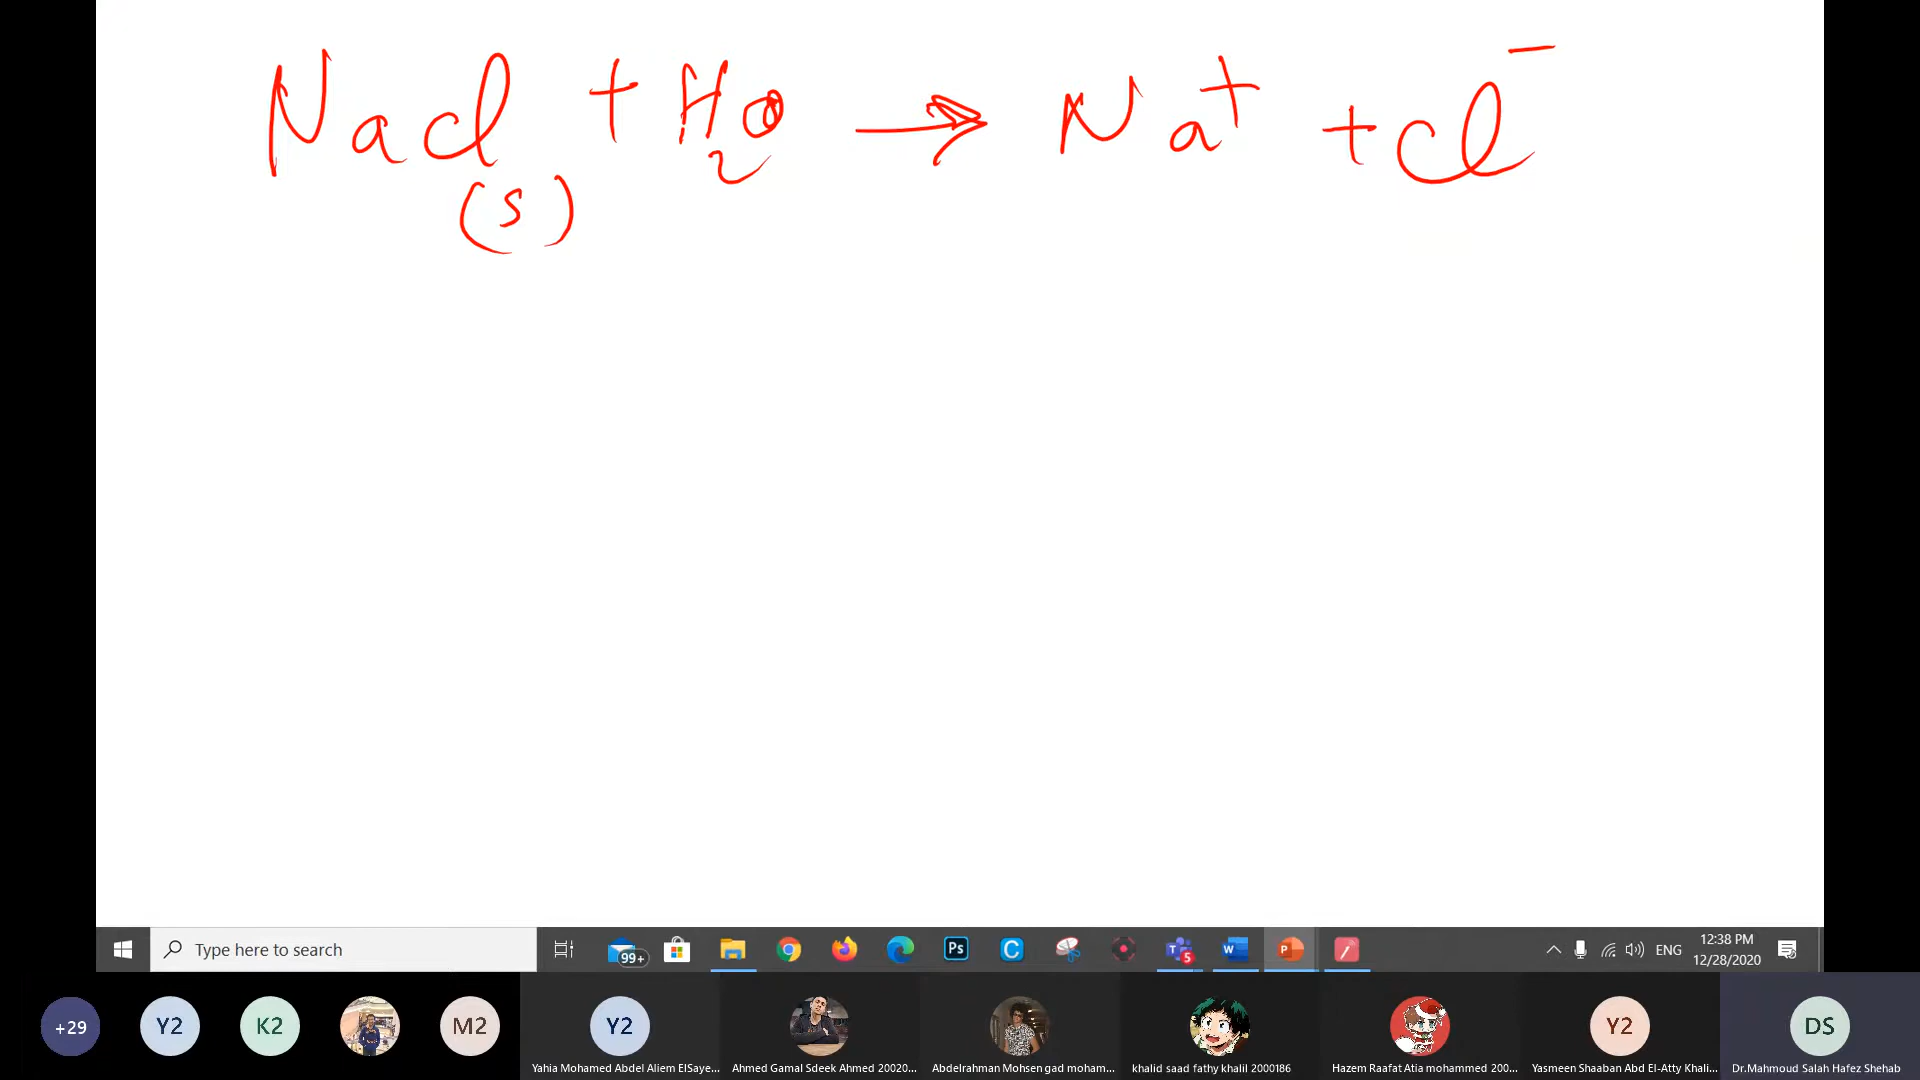 NaCl + H2O → Na+ + Cl−
(s)
Type here to search
99+
Ps
C
T
5
W
P
ENG
12:38 PM
12/28/2020
+29
Y2
K2
M2
Y2
Y2
DS
Yahia Mohamed Abdel Aliem ElSaye...
Ahmed Gamal Sdeek Ahmed 20020...
Abdelrahman Mohsen gad moham...
khalid saad fathy khalil 2000186
Hazem Raafat Atia mohammed 200...
Yasmeen Shaaban Abd El-Atty Khali...
Dr.Mahmoud Salah Hafez Shehab